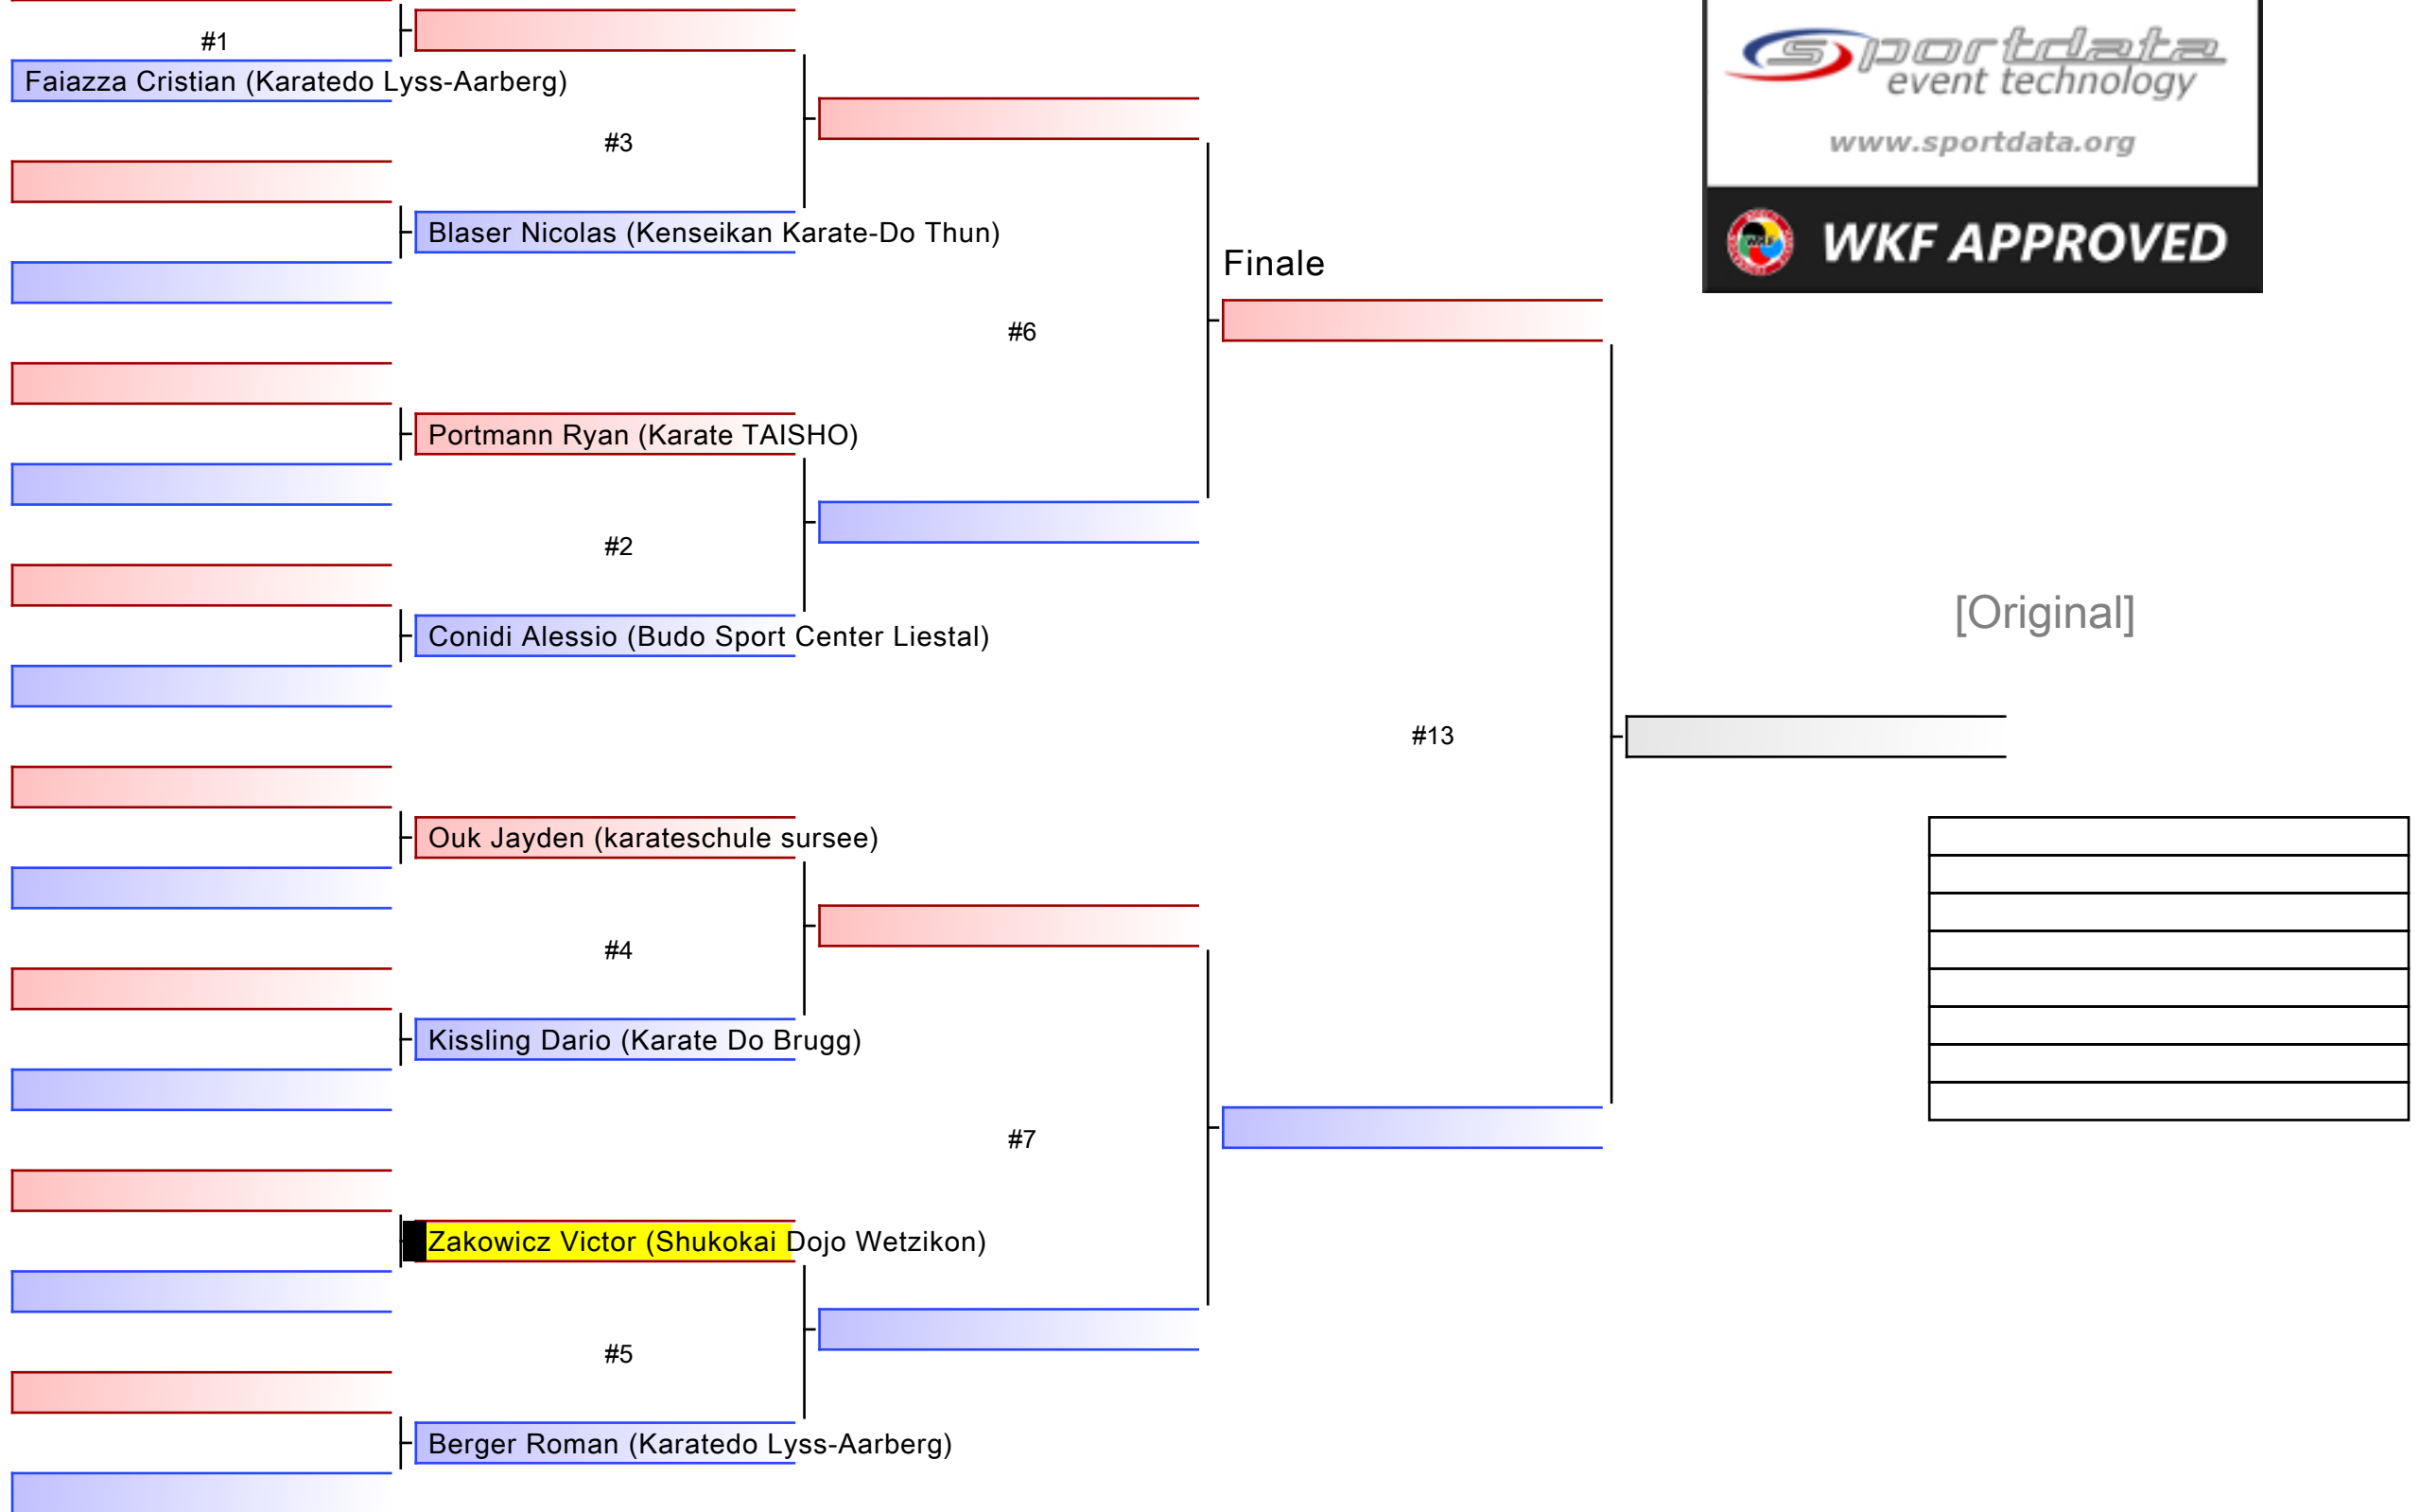 #1
Faiazza Cristian (Karatedo Lyss-Aarberg)
#3
Blaser Nicolas (Kenseikan Karate-Do Thun)
sportdata
event technology
www.sportdata.org
WKF APPROVED
Finale
#6
Portmann Ryan (Karate TAISHO)
#2
Conidi Alessio (Budo Sport Center Liestal)
[Original]
#13
Ouk Jayden (karateschule sursee)
#4
Kissling Dario (Karate Do Brugg)
#7
Zakowicz Victor (Shukokai Dojo Wetzikon)
#5
Berger Roman (Karatedo Lyss-Aarberg)